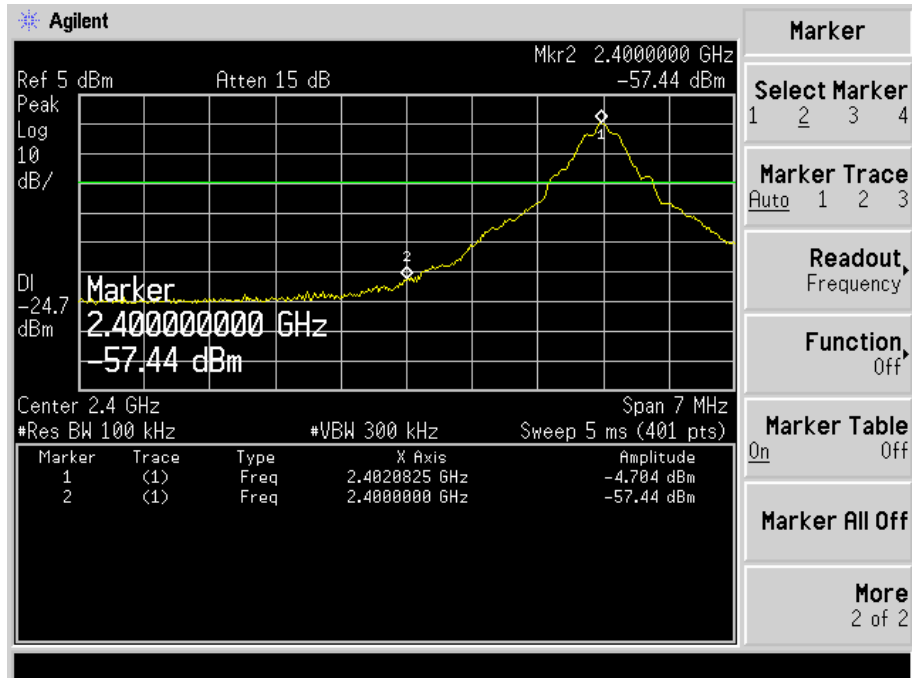 Agilent
Mkr2 2.4000000 GHz
Ref 5 dBm Atten 15 dB -57.44 dBm
Peak
Log
10
dB/
1
2
DI
-24.7
dBm
Marker
2.400000000 GHz
-57.44 dBm
Center 2.4 GHz Span 7 MHz
#Res BW 100 kHz #VBW 300 kHz Sweep 5 ms (401 pts)
Marker Trace Type X Axis Amplitude
1 (1) Freq 2.4020825 GHz -4.704 dBm
2 (1) Freq 2.4000000 GHz -57.44 dBm
Marker
Select Marker
1 2 3 4
Marker Trace
Auto 1 2 3
Readout
Frequency
Function
Off
Marker Table
On Off
Marker All Off
More
2 of 2